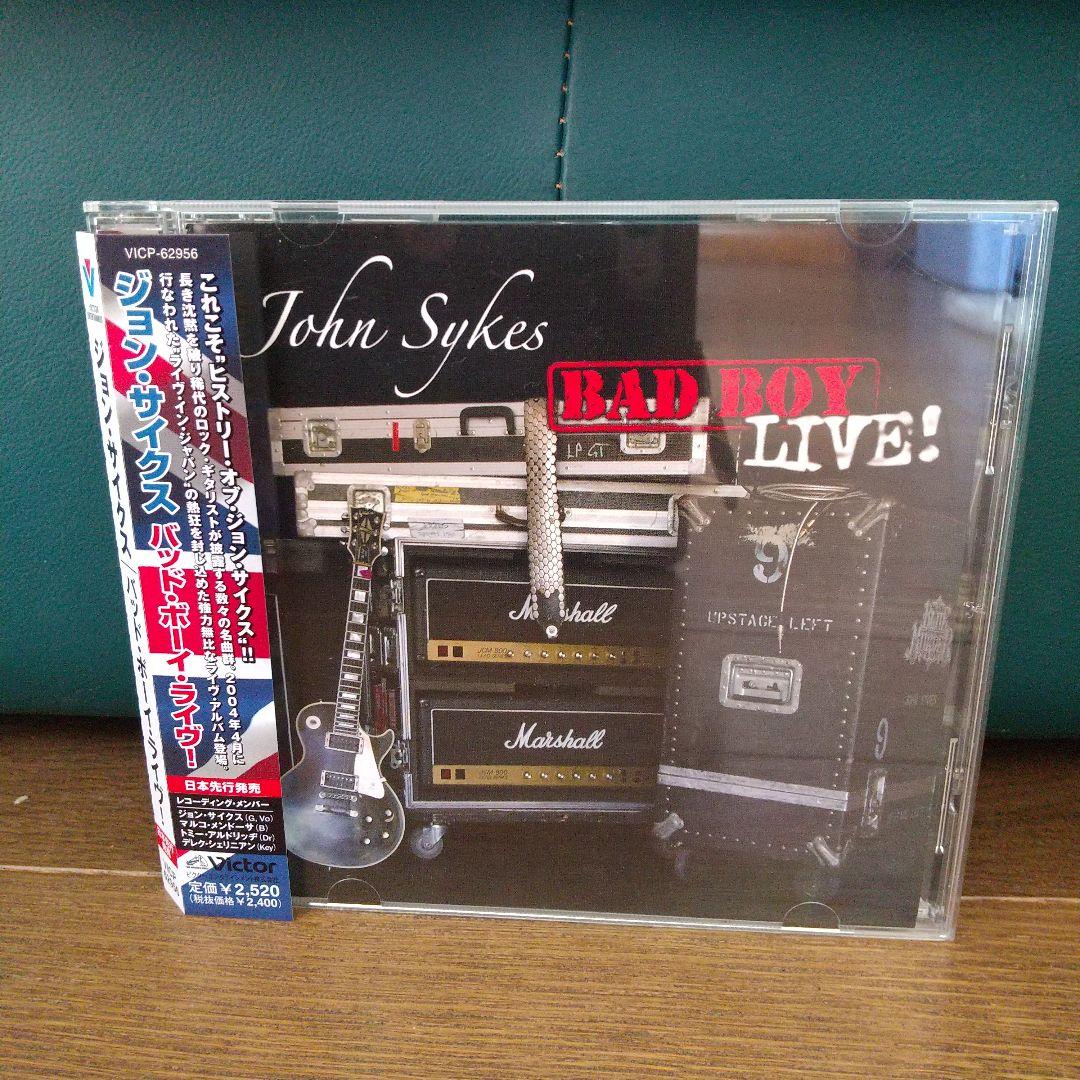 VICP-62956
これこそ"ヒストリー・オブ・ジョン・サイクス"!!
長き沈黙を破り稀代のロック・ギタリストが披露する数々の名曲群。2004年4月に
行なわれた"ライヴ・イン・ジャパン"の熱狂を封じ込めた強力無比なライヴ・アルバム登場。
ジョン・サイクス
バッド・ボーイ・ライヴ!
日本先行発売
レコーディング・メンバー
ジョン・サイクス(G, Vo)
マルコ・メンドーサ(B)
トミー・アルドリッヂ(Dr)
デレク・シェリニアン(Key)
Victor
定価¥2,520
(税抜価格¥2,400)
ジョン・サイクス/バッド・ボーイ・ライヴ!
John Sykes
BAD BOY
LIVE!
LP GT
9
UPSTAGE LEFT
Marshall
JCM 900
Marshall
JCM 900
9